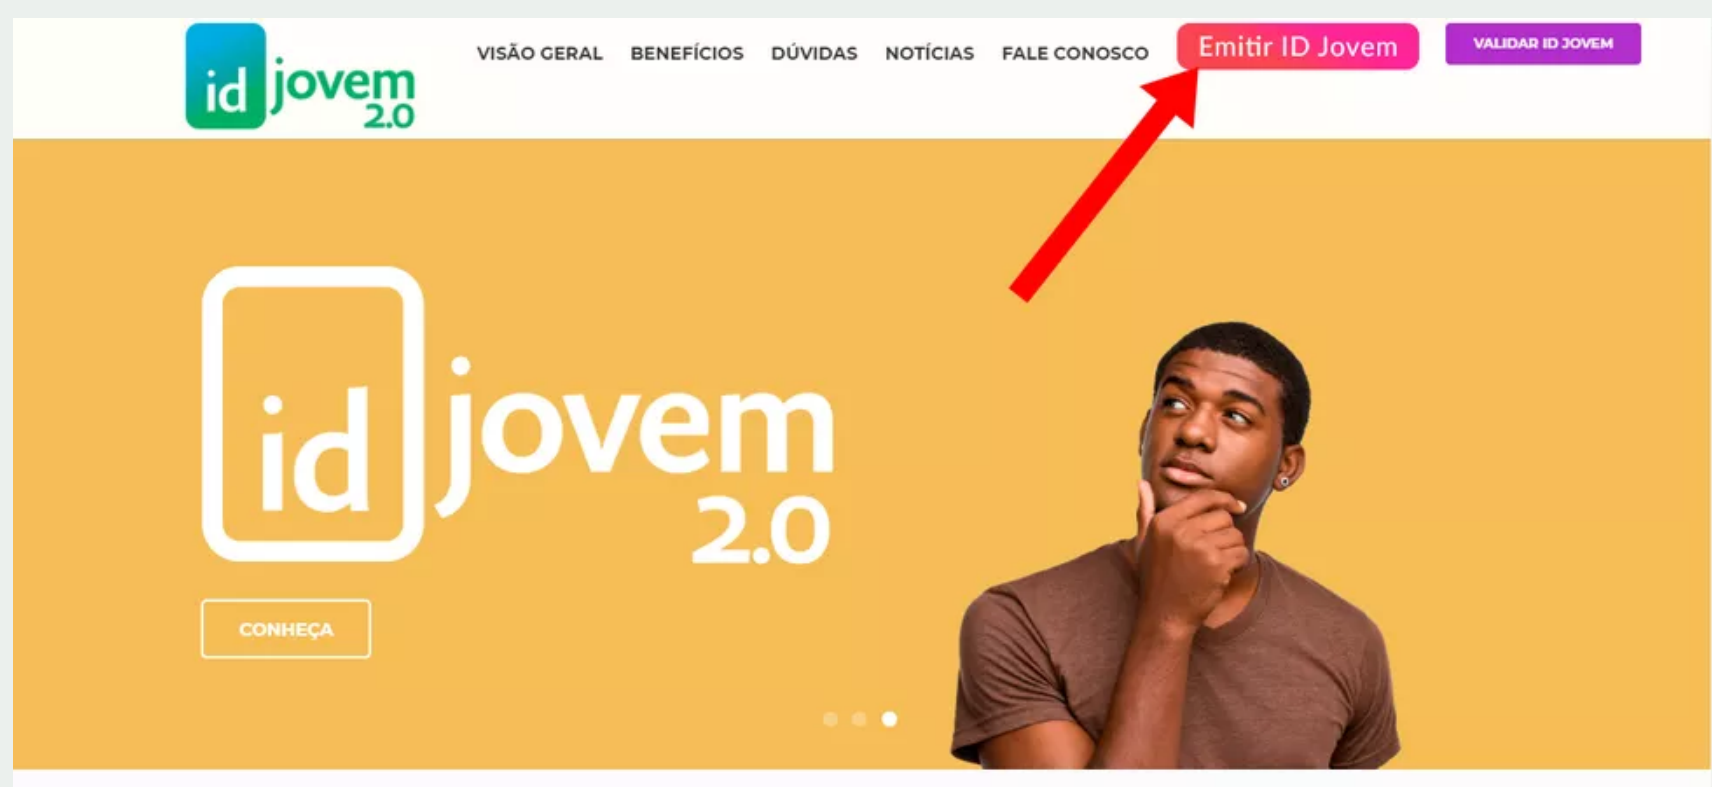 id jovem
2.0
VISÃO GERAL BENEFÍCIOS DÚVIDAS NOTÍCIAS FALE CONOSCO Emitir ID Jovem VALIDAR ID JOVEM
id jovem
2.0
CONHEÇA